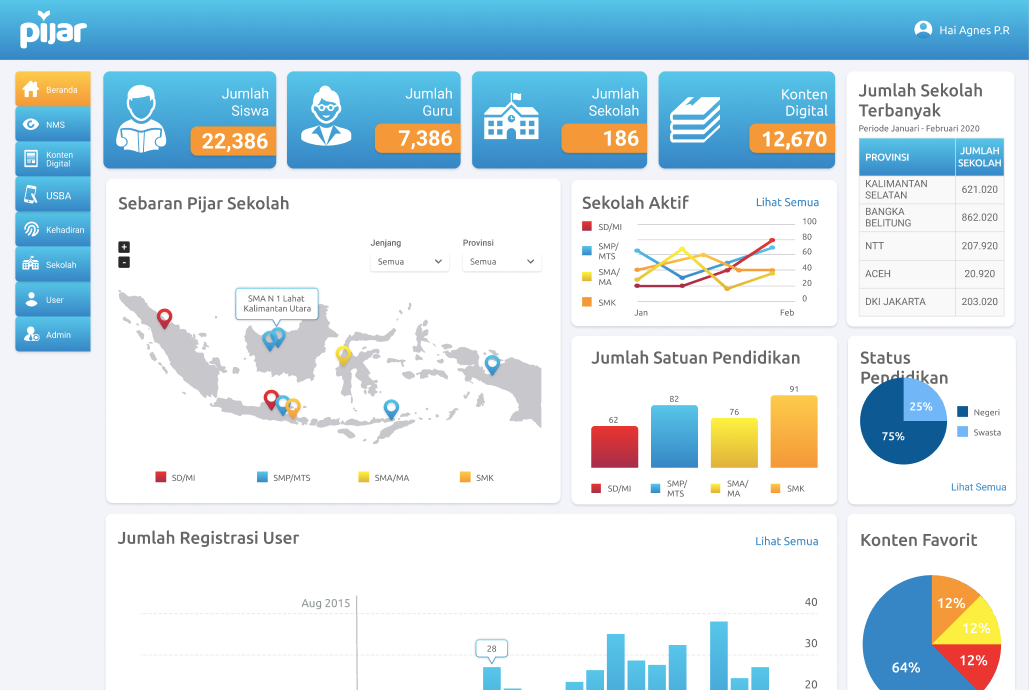 pijar
Hai Agnes P.R
Beranda
NMS
Konten
Digital
USBA
Kehadiran
Sekolah
User
Admin
Jumlah
Siswa
22,386
Jumlah
Guru
7,386
Jumlah
Sekolah
186
Konten
Digital
12,670
Jumlah Sekolah
Terbanyak
Periode Januari - Februari 2020
PROVINSI
JUMLAH
SEKOLAH
KALIMANTAN
SELATAN
621.020
BANGKA
BELITUNG
862.020
NTT
207.920
ACEH
20.920
DKI JAKARTA
203.020
Sebaran Pijar Sekolah
+
-
Jenjang
Semua
Provinsi
Semua
SMA N 1 Lahat
Kalimantan Utara
SD/MI
SMP/MTS
SMA/MA
SMK
Sekolah Aktif
Lihat Semua
SD/MI
SMP/
MTS
SMA/
MA
SMK
100
80
60
40
20
0
Jan
Feb
Jumlah Satuan Pendidikan
62
82
76
91
SD/MI
SMP/
MTS
SMA/
MA
SMK
Status
Pendidikan
25%
75%
Negeri
Swasta
Lihat Semua
Jumlah Registrasi User
Lihat Semua
Aug 2015
40
30
20
28
Konten Favorit
12%
12%
12%
64%